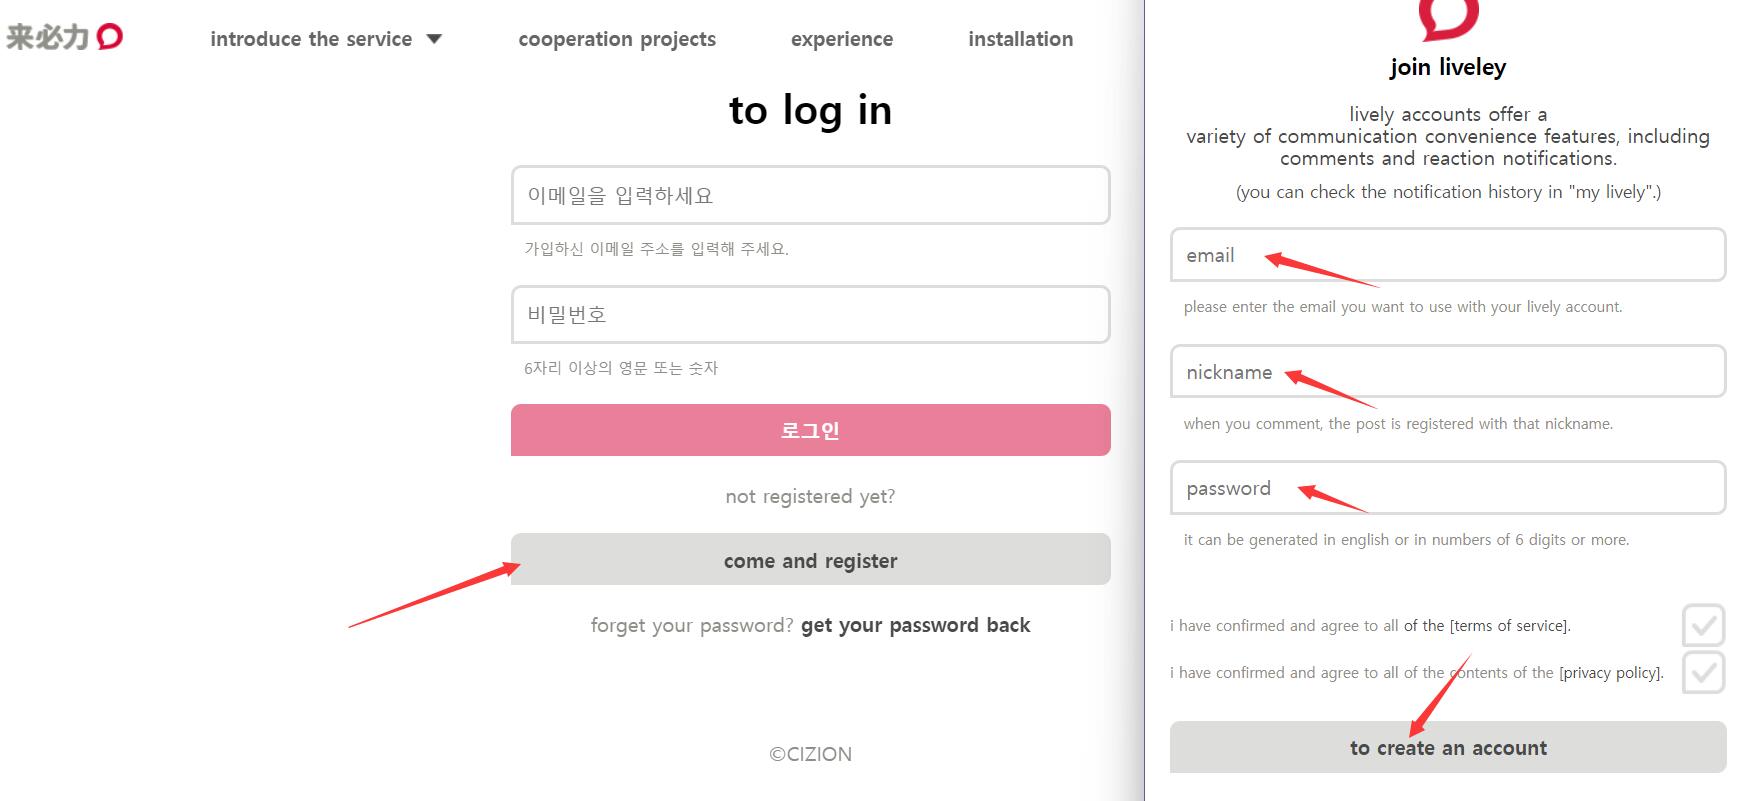 来必力
introduce the service
cooperation projects
experience
installation
to log in
이메일을 입력하세요
가입하신 이메일 주소를 입력해 주세요.
비밀번호
6자리 이상의 영문 또는 숫자
로그인
not registered yet?
come and register
forget your password? get your password back
©CIZION
join liveley
lively accounts offer a
variety of communication convenience features, including
comments and reaction notifications.
(you can check the notification history in "my lively".)
email
please enter the email you want to use with your lively account.
nickname
when you comment, the post is registered with that nickname.
password
it can be generated in english or in numbers of 6 digits or more.
i have confirmed and agree to all of the [terms of service].
i have confirmed and agree to all of the contents of the [privacy policy].
to create an account